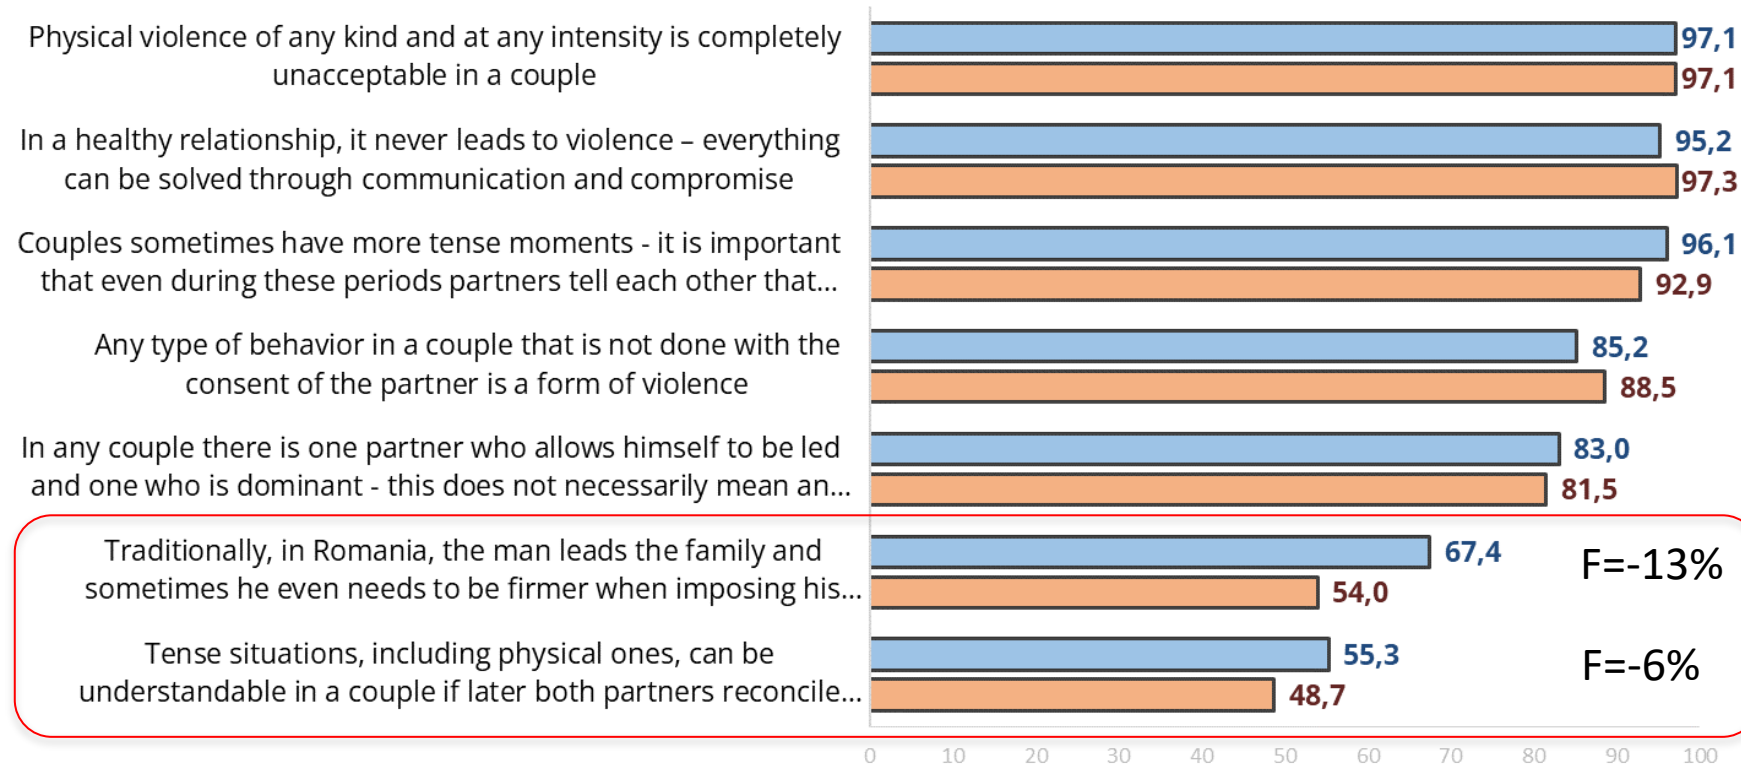 Physical violence of any kind and at any intensity is completely
unacceptable in a couple
97,1
97,1
In a healthy relationship, it never leads to violence – everything
can be solved through communication and compromise
95,2
97,3
Couples sometimes have more tense moments - it is important
that even during these periods partners tell each other that...
96,1
92,9
Any type of behavior in a couple that is not done with the
consent of the partner is a form of violence
85,2
88,5
In any couple there is one partner who allows himself to be led
and one who is dominant - this does not necessarily mean an...
83,0
81,5
Traditionally, in Romania, the man leads the family and
sometimes he even needs to be firmer when imposing his...
67,4
54,0
F=-13%
Tense situations, including physical ones, can be
understandable in a couple if later both partners reconcile...
55,3
48,7
F=-6%
0 10 20 30 40 50 60 70 80 90 100